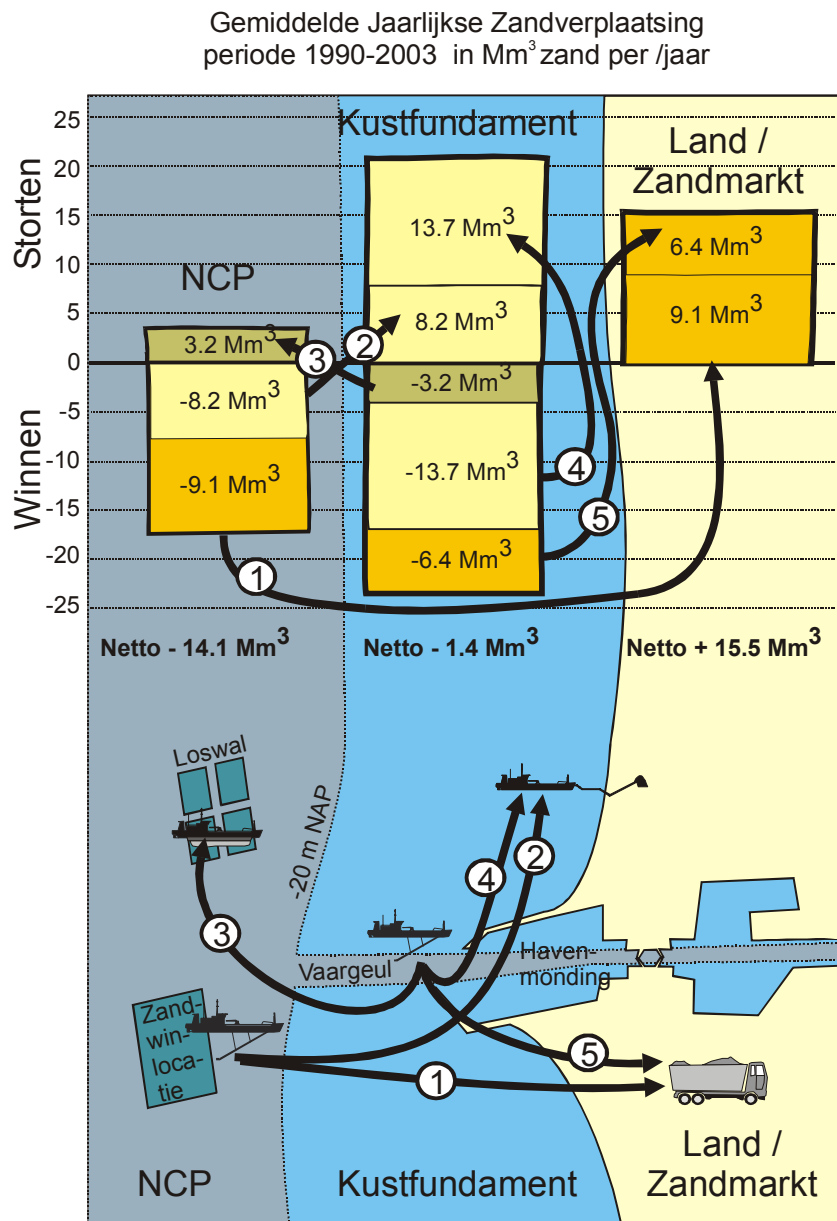 Gemiddelde Jaarlijkse Zandverplaatsing
periode 1990-2003 in Mm³ zand per /jaar
Storten
Winnen
25
20
15
10
5
0
-5
-10
-15
-20
-25
NCP
3.2 Mm³
-8.2 Mm³
-9.1 Mm³
Kustfundament
13.7 Mm³
8.2 Mm³
-3.2 Mm³
-13.7 Mm³
-6.4 Mm³
Land /
Zandmarkt
6.4 Mm³
9.1 Mm³
3
2
4
5
1
Netto - 14.1 Mm³
Netto - 1.4 Mm³
Netto + 15.5 Mm³
Loswal
-20 m NAP
2
4
3
Vaargeul
Haven-
monding
Zand-
win-
loca-
tie
5
1
NCP
Kustfundament
Land /
Zandmarkt